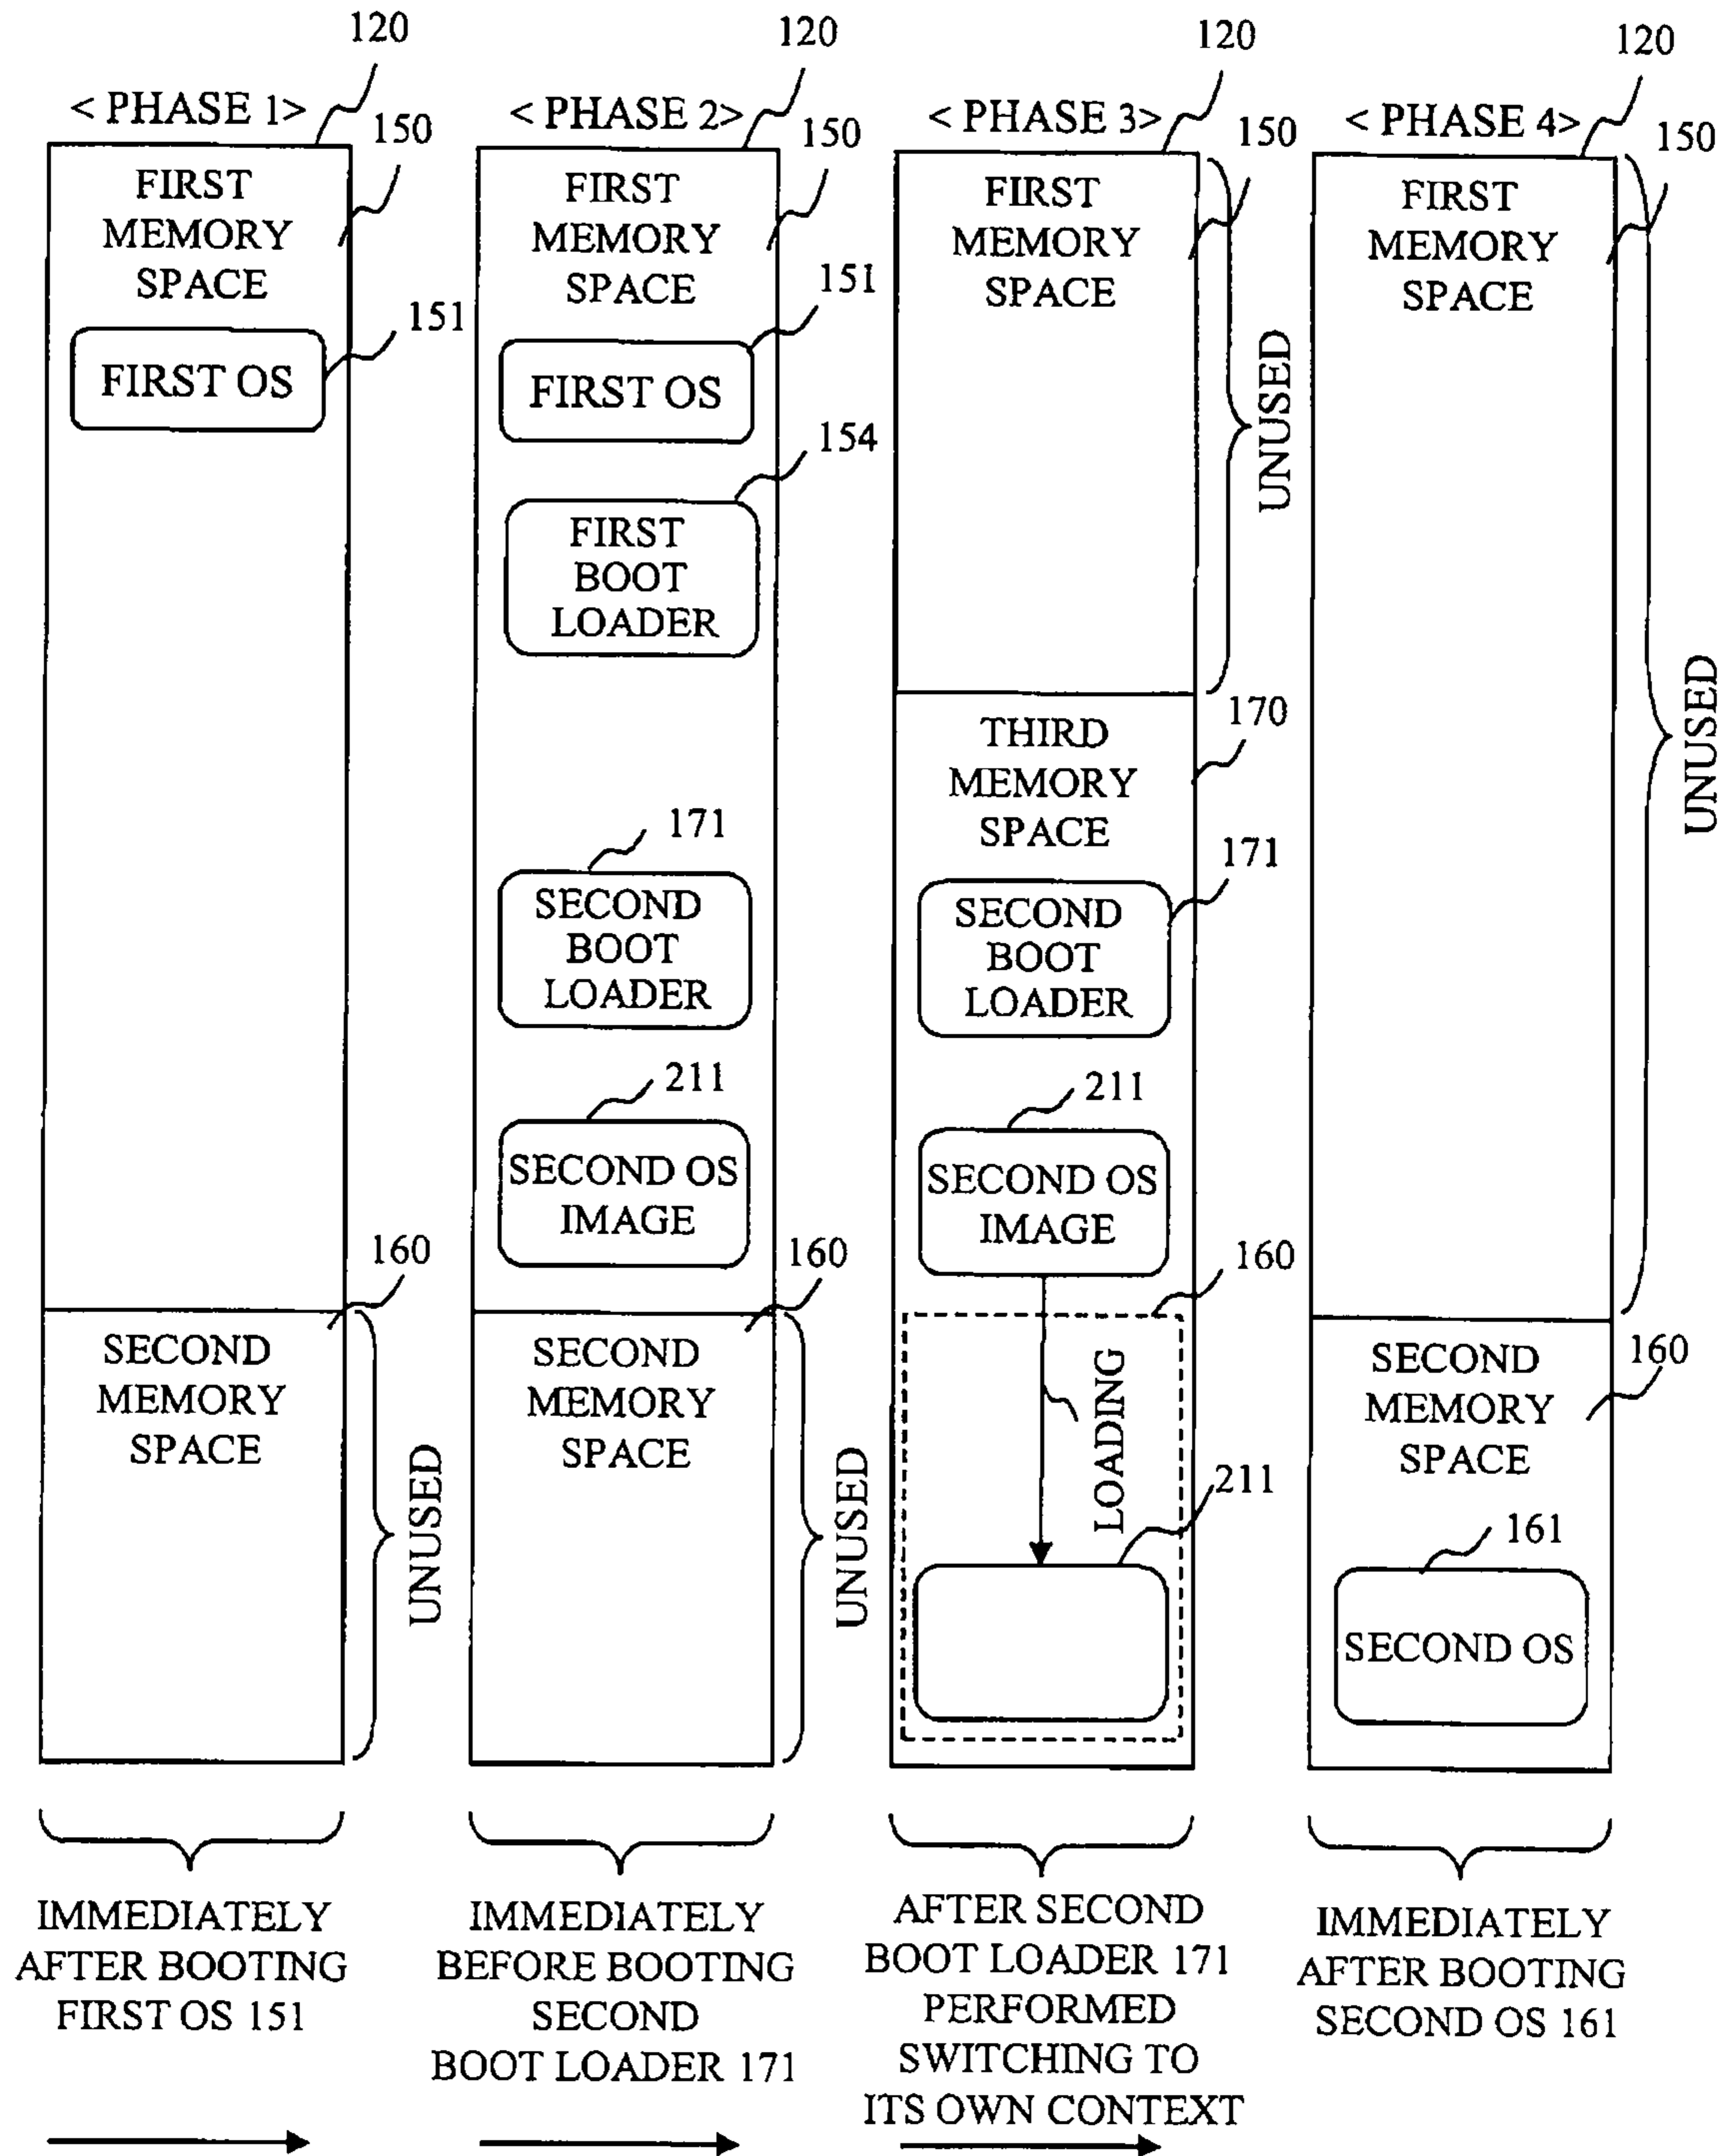 120
< PHASE 1>
150
FIRST
MEMORY
SPACE
151
FIRST OS
160
SECOND
MEMORY
SPACE
UNUSED
IMMEDIATELY
AFTER BOOTING
FIRST OS 151
120
< PHASE 2>
150
FIRST
MEMORY
SPACE
151
FIRST OS
154
FIRST
BOOT
LOADER
171
SECOND
BOOT
LOADER
211
SECOND OS
IMAGE
160
SECOND
MEMORY
SPACE
UNUSED
IMMEDIATELY
BEFORE BOOTING
SECOND
BOOT LOADER 171
120
< PHASE 3>
150
FIRST
MEMORY
SPACE
UNUSED
170
THIRD
MEMORY
SPACE
171
SECOND
BOOT
LOADER
211
SECOND OS
IMAGE
160
LOADING
211
AFTER SECOND
BOOT LOADER 171
PERFORMED
SWITCHING TO
ITS OWN CONTEXT
120
< PHASE 4>
150
FIRST
MEMORY
SPACE
UNUSED
160
SECOND
MEMORY
SPACE
161
SECOND OS
IMMEDIATELY
AFTER BOOTING
SECOND OS 161